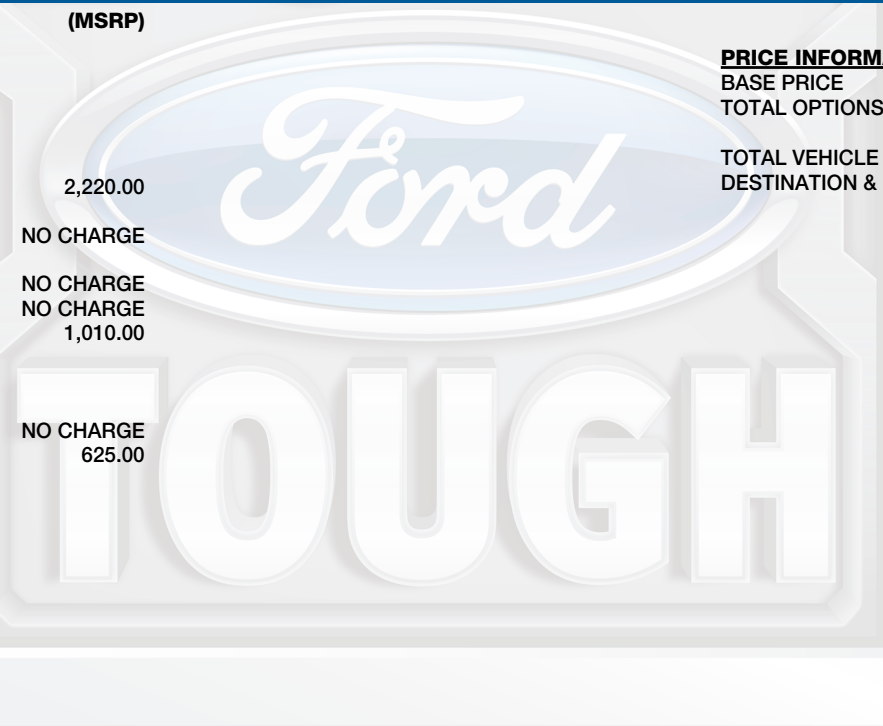 (MSRP)
2,220.00
NO CHARGE
NO CHARGE
NO CHARGE
1,010.00
NO CHARGE
625.00
PRICE INFORMA
BASE PRICE
TOTAL OPTIONS
TOTAL VEHICLE
DESTINATION &
Ford
TOUGH